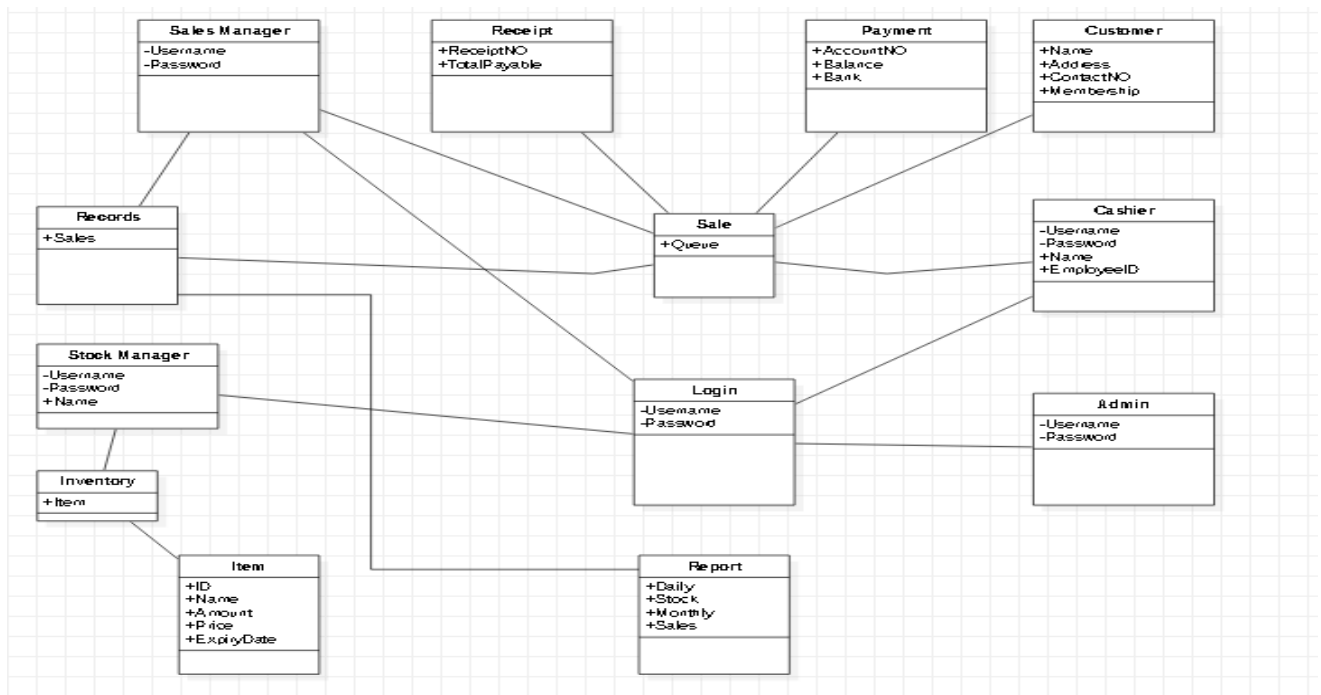 Sales Manager
-Username
-Password
Receipt
+ReceiptNO
+TotalPayable
Payment
+AccountNO
+Balance
+Bank
Customer
+Name
+Address
+ContactNO
+Membership
Records
+Sales
Sale
+Queue
Cashier
-Username
-Password
+Name
+EmployeeID
Stock Manager
-Username
-Password
+Name
Login
-Username
-Password
Admin
-Username
-Password
Inventory
+Item
Item
+ID
+Name
+Amount
+Price
+ExpiryDate
Report
+Daily
+Stock
+Monthly
+Sales